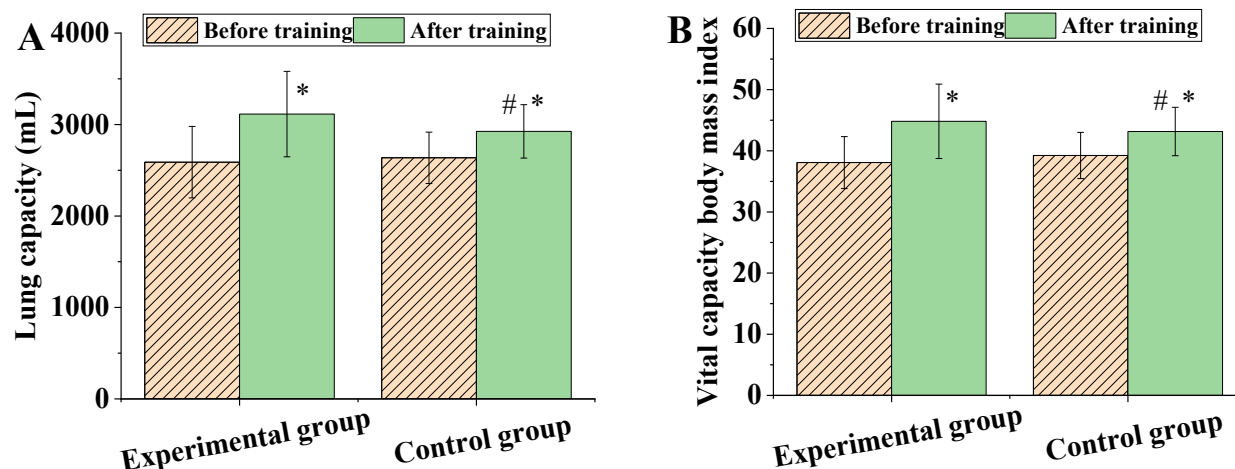 A
Before training
After training
Lung capacity (mL)
4000
3000
2000
1000
0
*
# *
Experimental group
Control group
B
Before training
After training
Vital capacity body mass index
60
50
40
30
20
10
0
*
# *
Experimental group
Control group